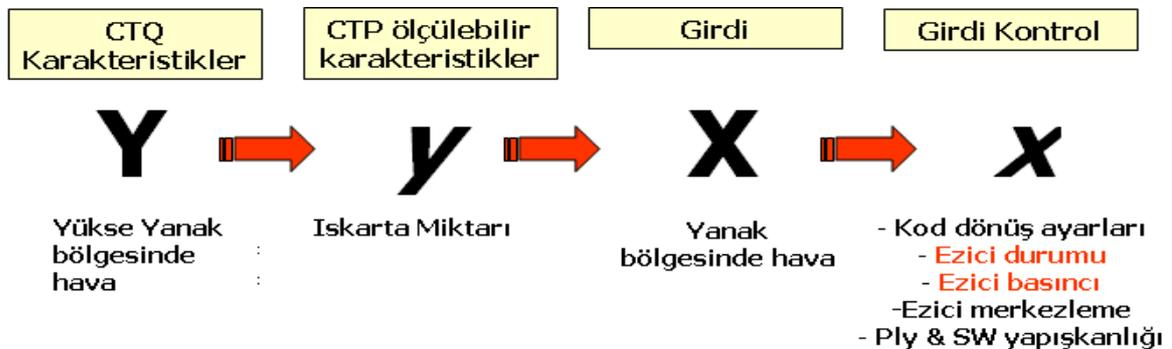 CTQ
Karakteristikler
CTP ölçülebilir
karakteristikler
Girdi
Girdi Kontrol
Y
y
X
x
Yükse Yanak
bölgesinde :
hava :
Iskarta Miktarı
Yanak
bölgesinde hava
- Kod dönüş ayarları
- Ezici durumu
- Ezici basıncı
-Ezici merkezleme
- Ply & SW yapışkanlığı